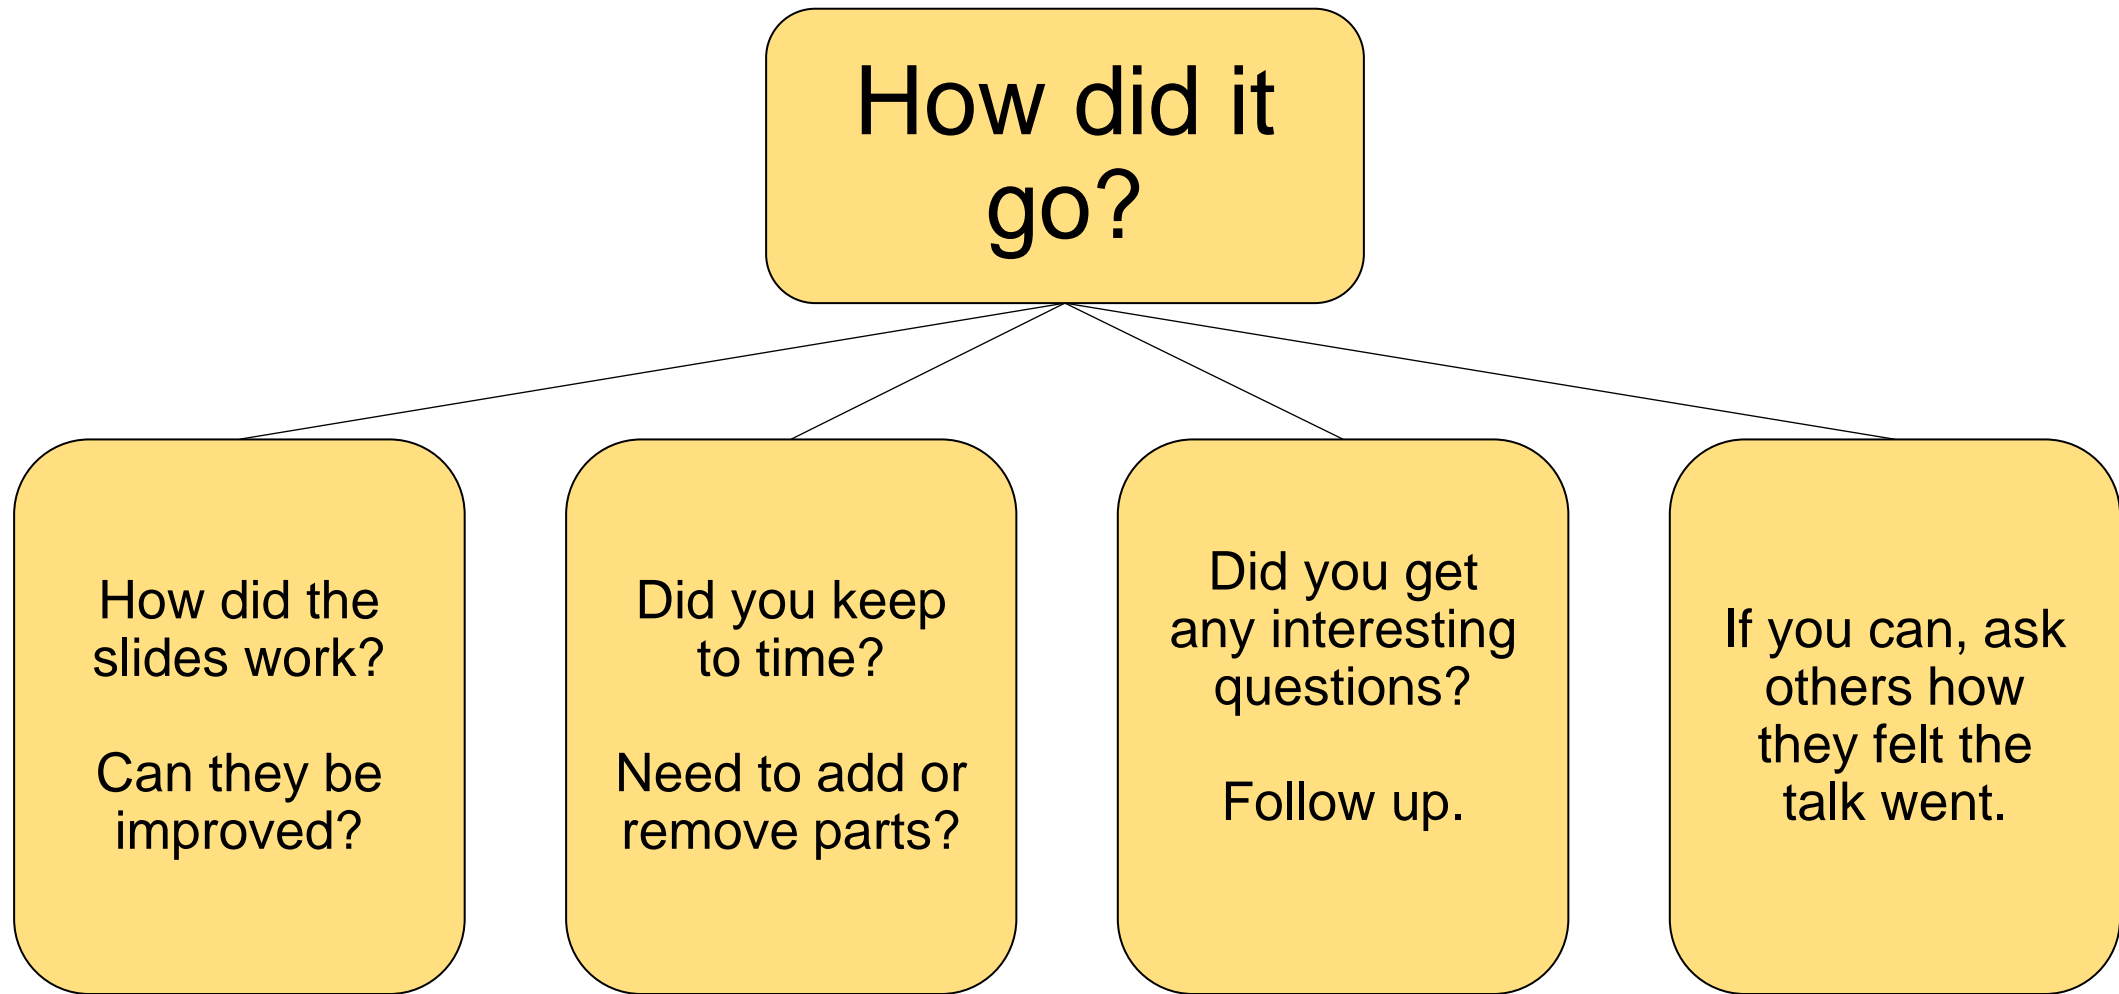 How did it
go?
How did the
slides work?
Can they be
improved?
Did you keep
to time?
Need to add or
remove parts?
Did you get
any interesting
questions?
Follow up.
If you can, ask
others how
they felt the
talk went.